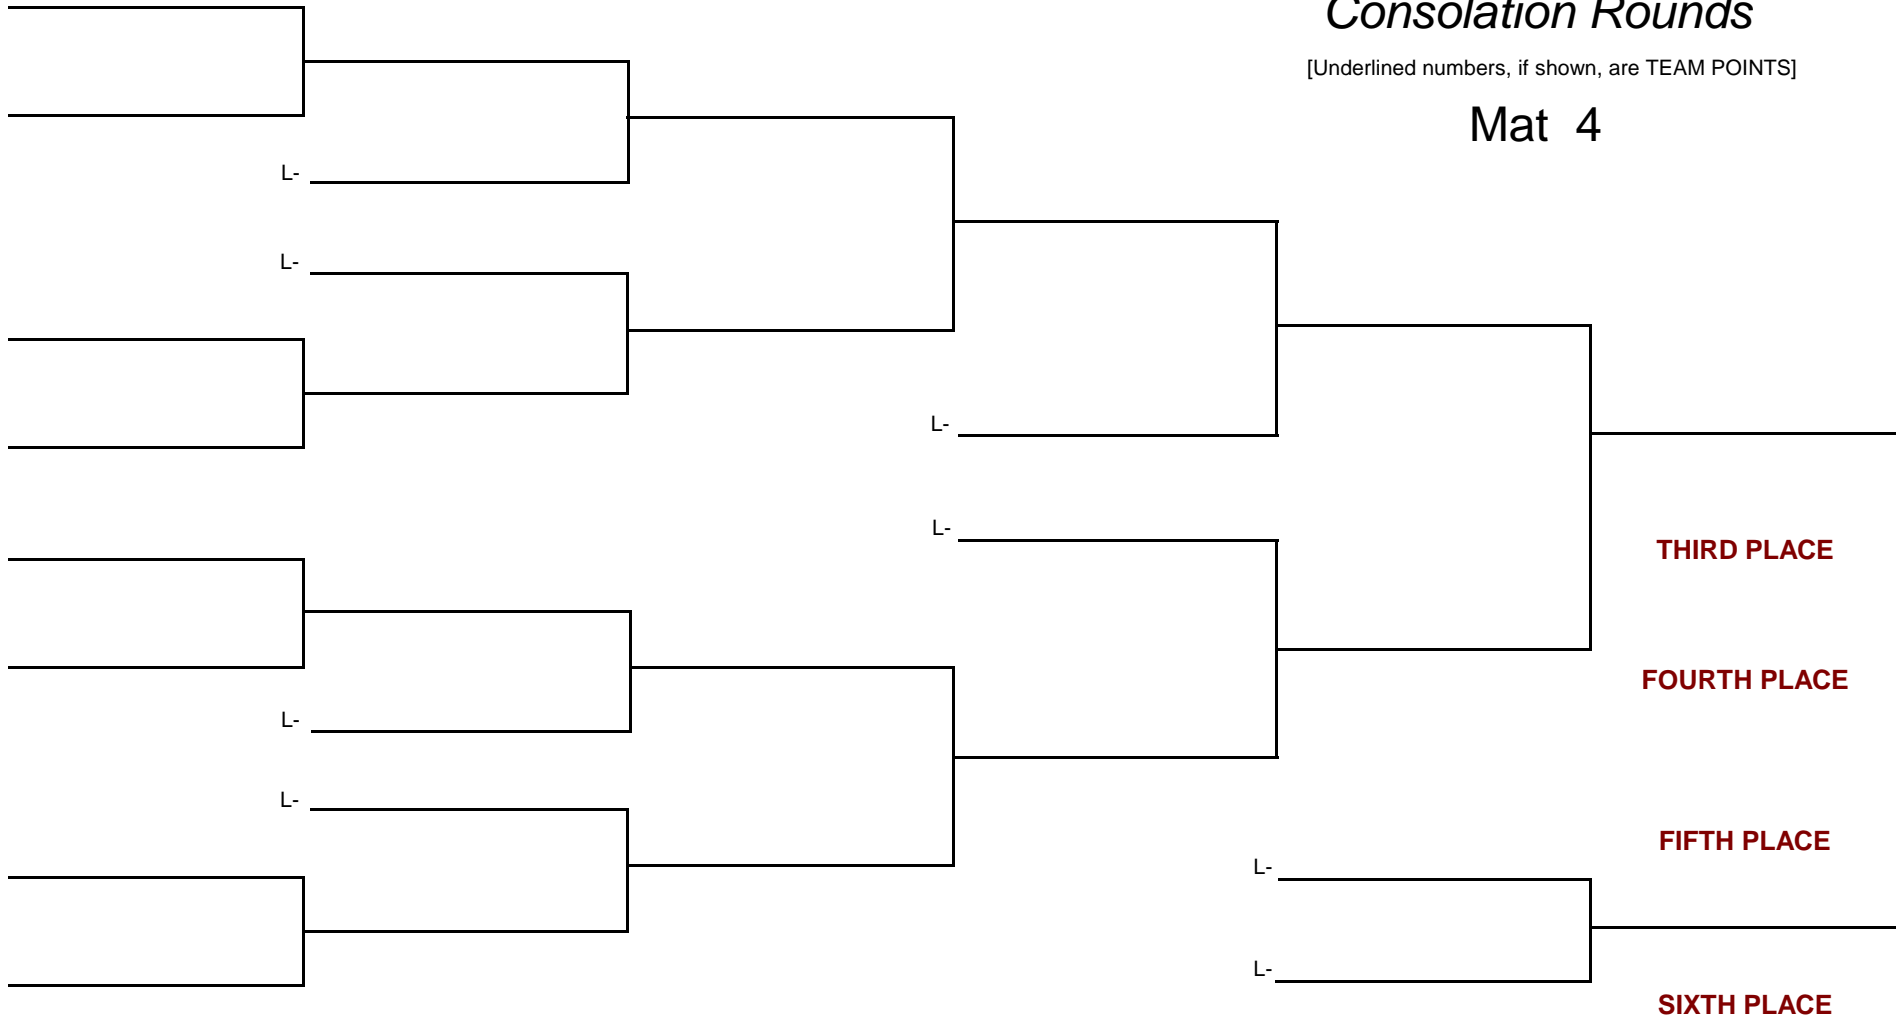 Consolation Rounds
[Underlined numbers, if shown, are TEAM POINTS]
Mat 4
L-
L-
L-
L-
THIRD PLACE
FOURTH PLACE
L-
L-
FIFTH PLACE
L-
L-
SIXTH PLACE